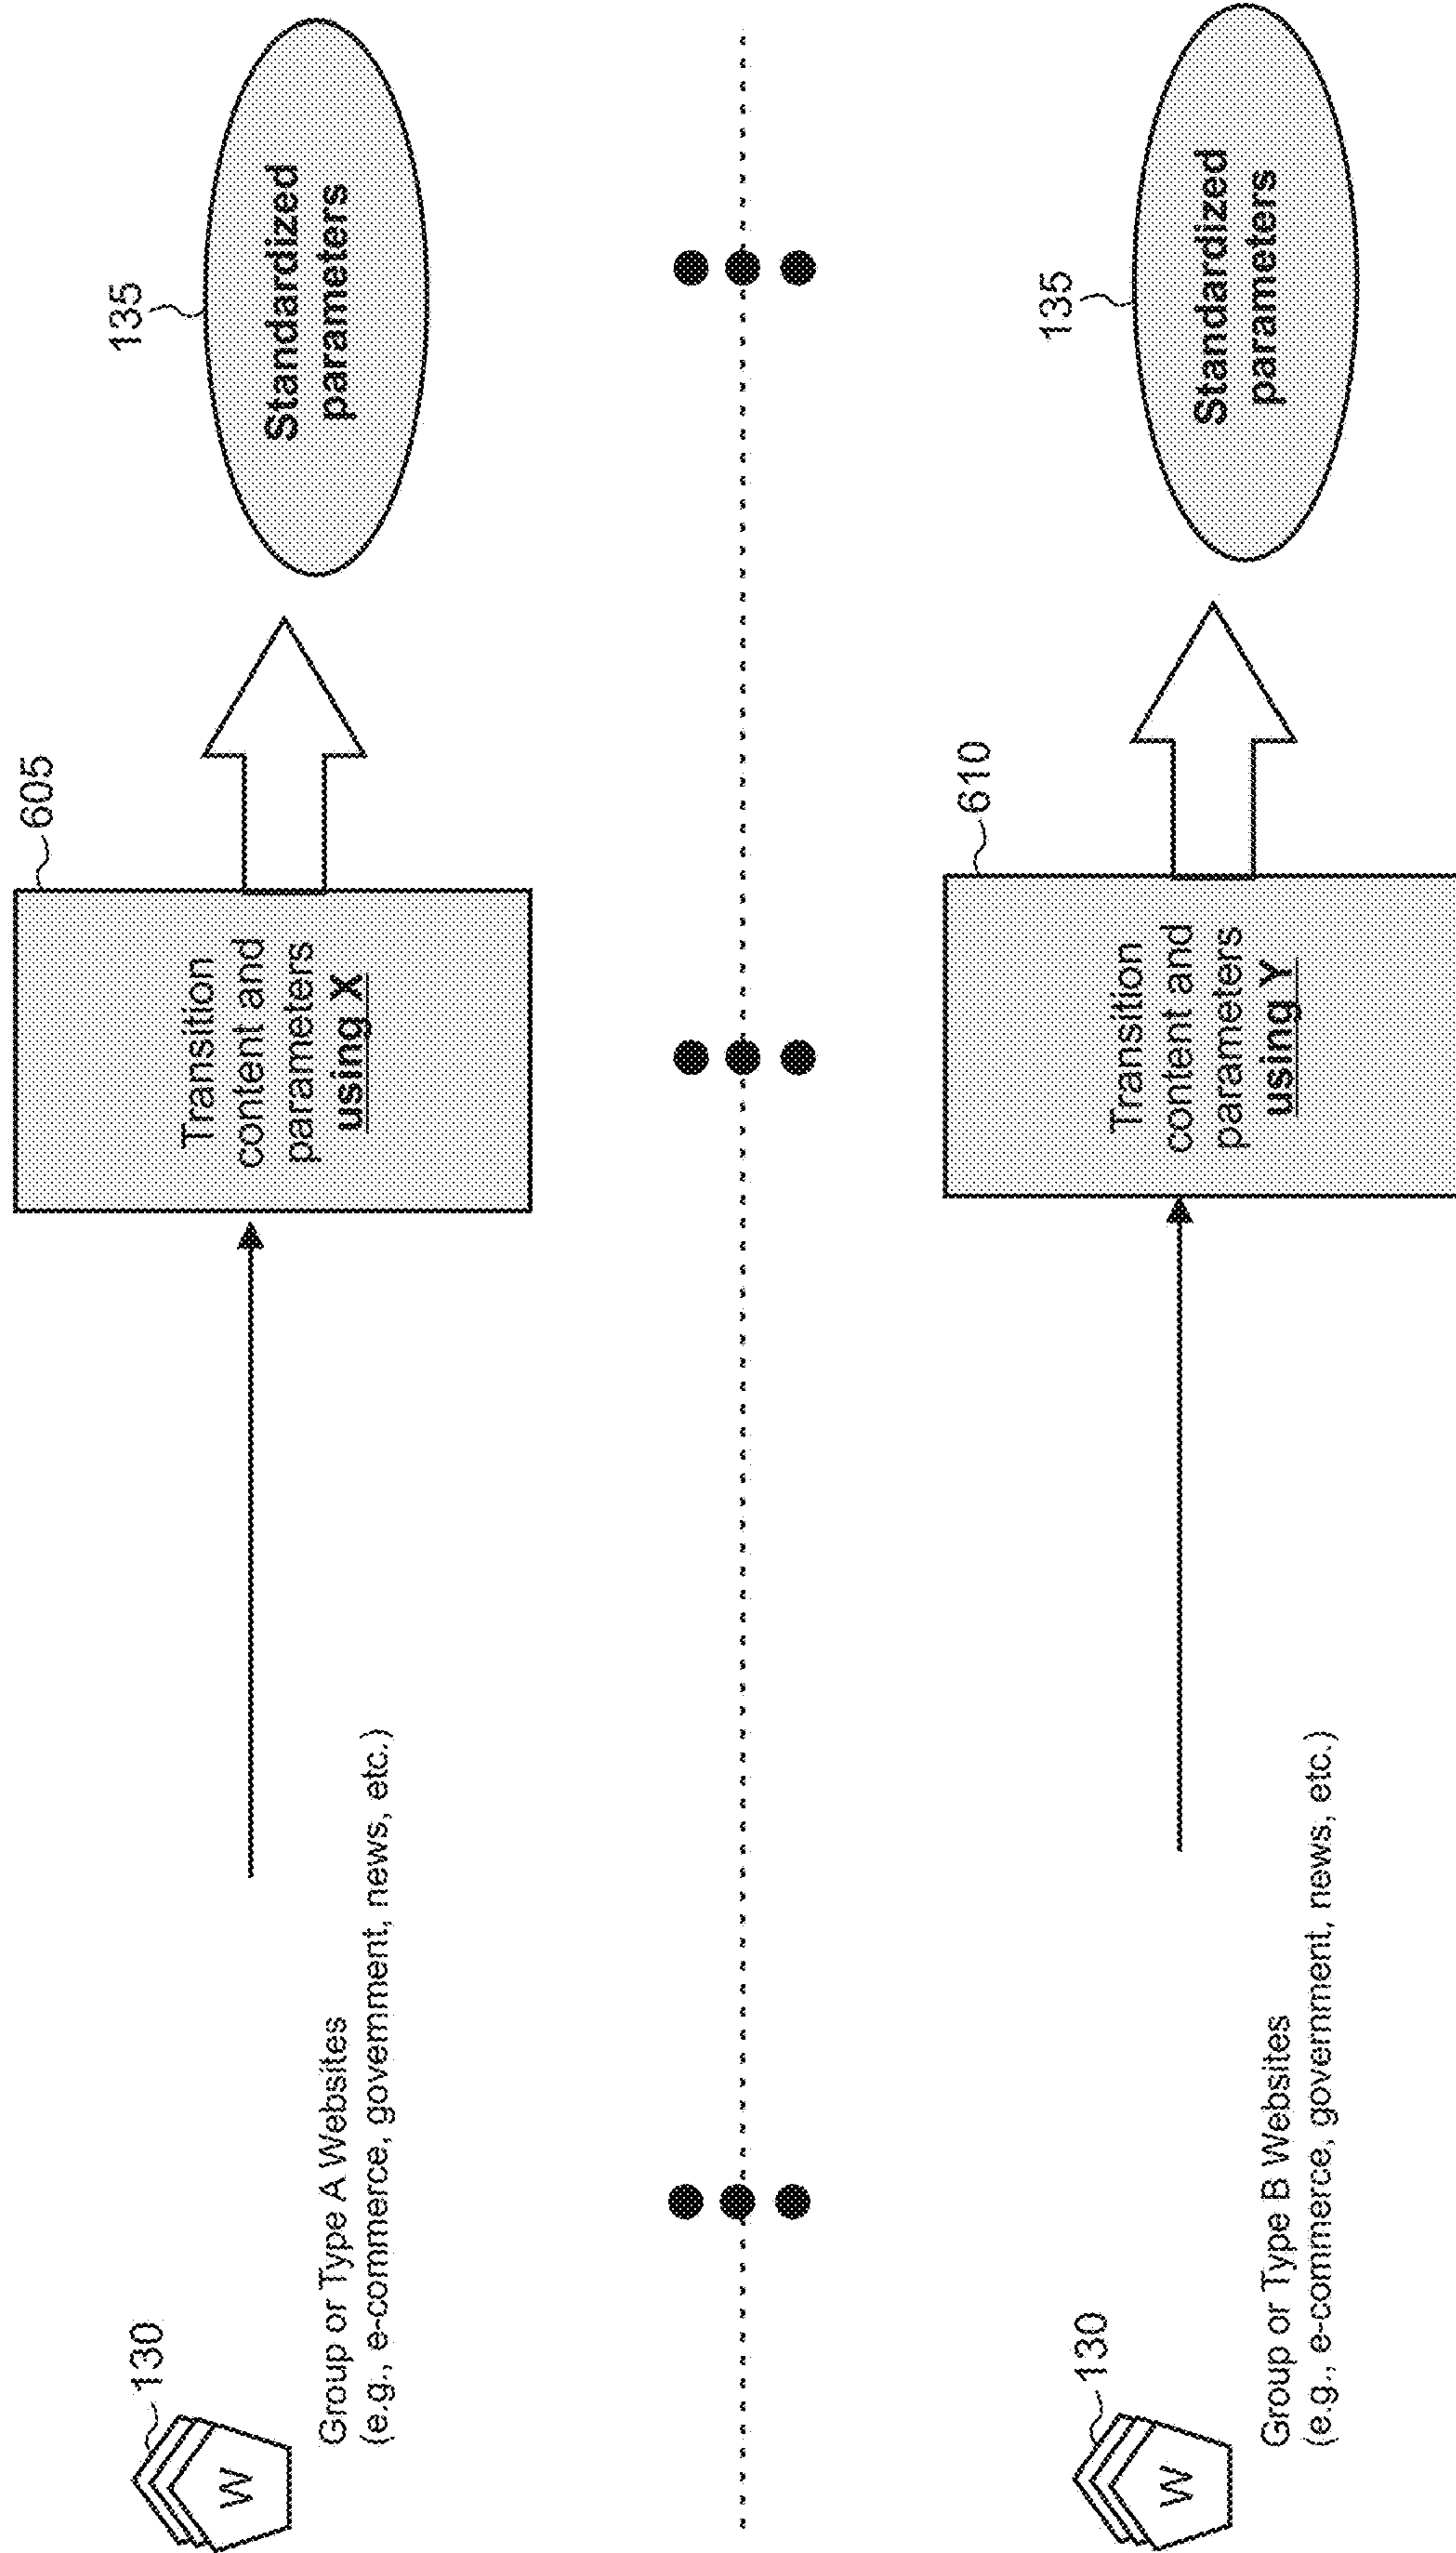 130
W
Group or Type A Websites
(e.g., e-commerce, government, news, etc.)
605
Transition
content and
parameters
using X
135
Standardized
parameters
130
W
Group or Type B Websites
(e.g., e-commerce, government, news, etc.)
610
Transition
content and
parameters
using Y
135
Standardized
parameters